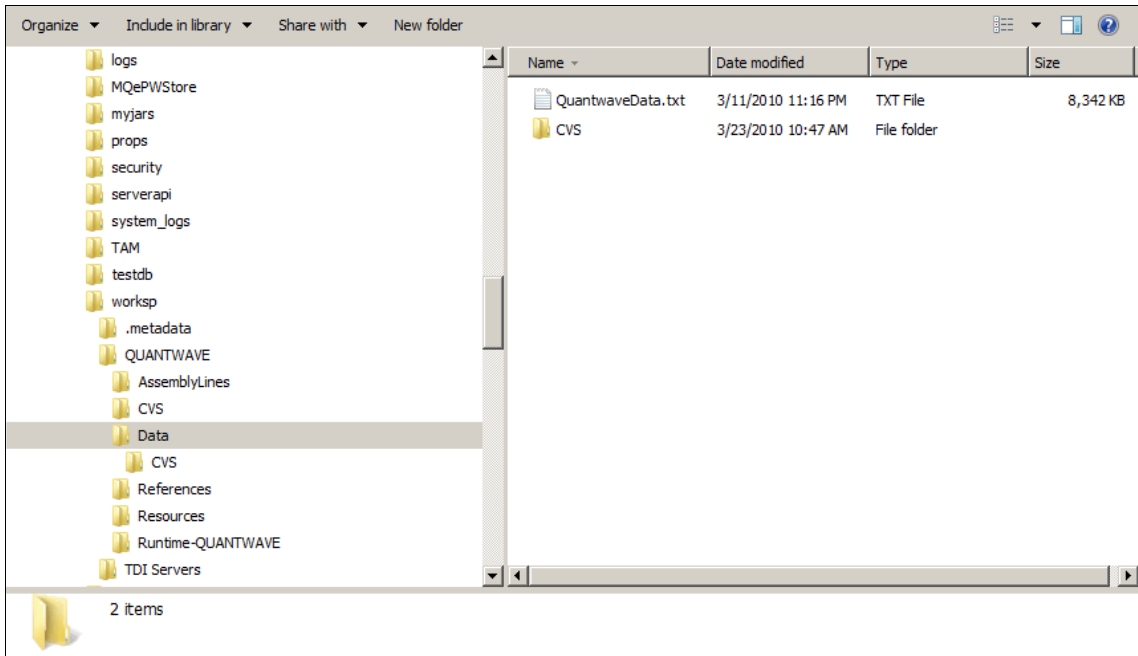 Organize Include in library Share with New folder
logs
MQePWStore
myjars
props
security
serverapi
system_logs
TAM
testdb
worksp
.metadata
QUANTWAVE
AssemblyLines
CVS
Data
CVS
References
Resources
Runtime-QUANTWAVE
TDI Servers
Name Date modified Type Size
QuantwaveData.txt 3/11/2010 11:16 PM TXT File 8,342 KB
CVS 3/23/2010 10:47 AM File folder
2 items